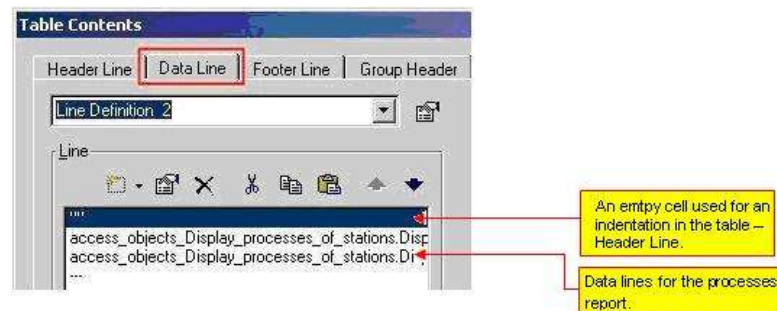 Table Contents
Header Line
Data Line
Footer Line
Group Header
Line Definition 2
Line
access_objects_Display_processes_of_stations.Disp
access_objects_Display_processes_of_stations.Di
---
An emtpy cell used for an
indentation in the table –
Header Line.
Data lines for the processes
report.